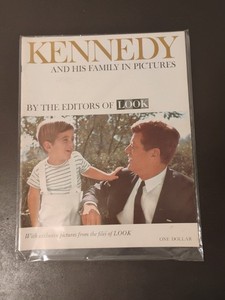 KENNEDY
AND HIS FAMILY IN PICTURES
BY THE EDITORS OF LOOK
With exclusive pictures from the files of LOOK
ONE DOLLAR